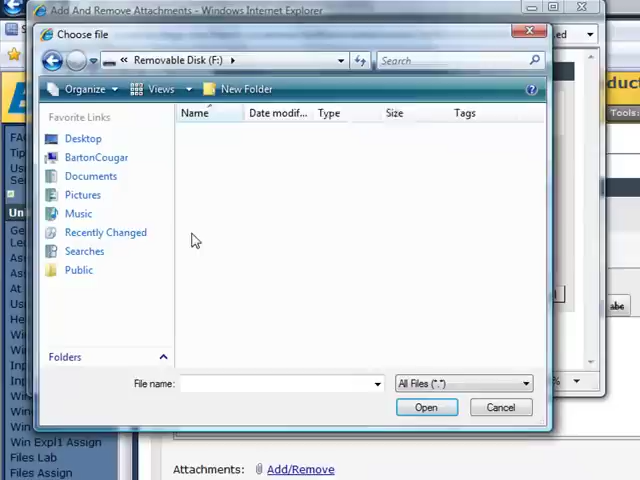 Add And Remove Attachments - Windows Internet Explorer
Choose file
« Removable Disk (F:)
Search
Organize
Views
New Folder
Favorite Links
Name
Date modif...
Type
Size
Tags
Desktop
BartonCougar
Documents
Pictures
Music
Recently Changed
Searches
Public
Folders
File name:
All Files (*.*)
Open
Cancel
Tools:
abc
%
Win Expl1 Assign
Files Lab
Files Assign
Attachments:
Add/Remove